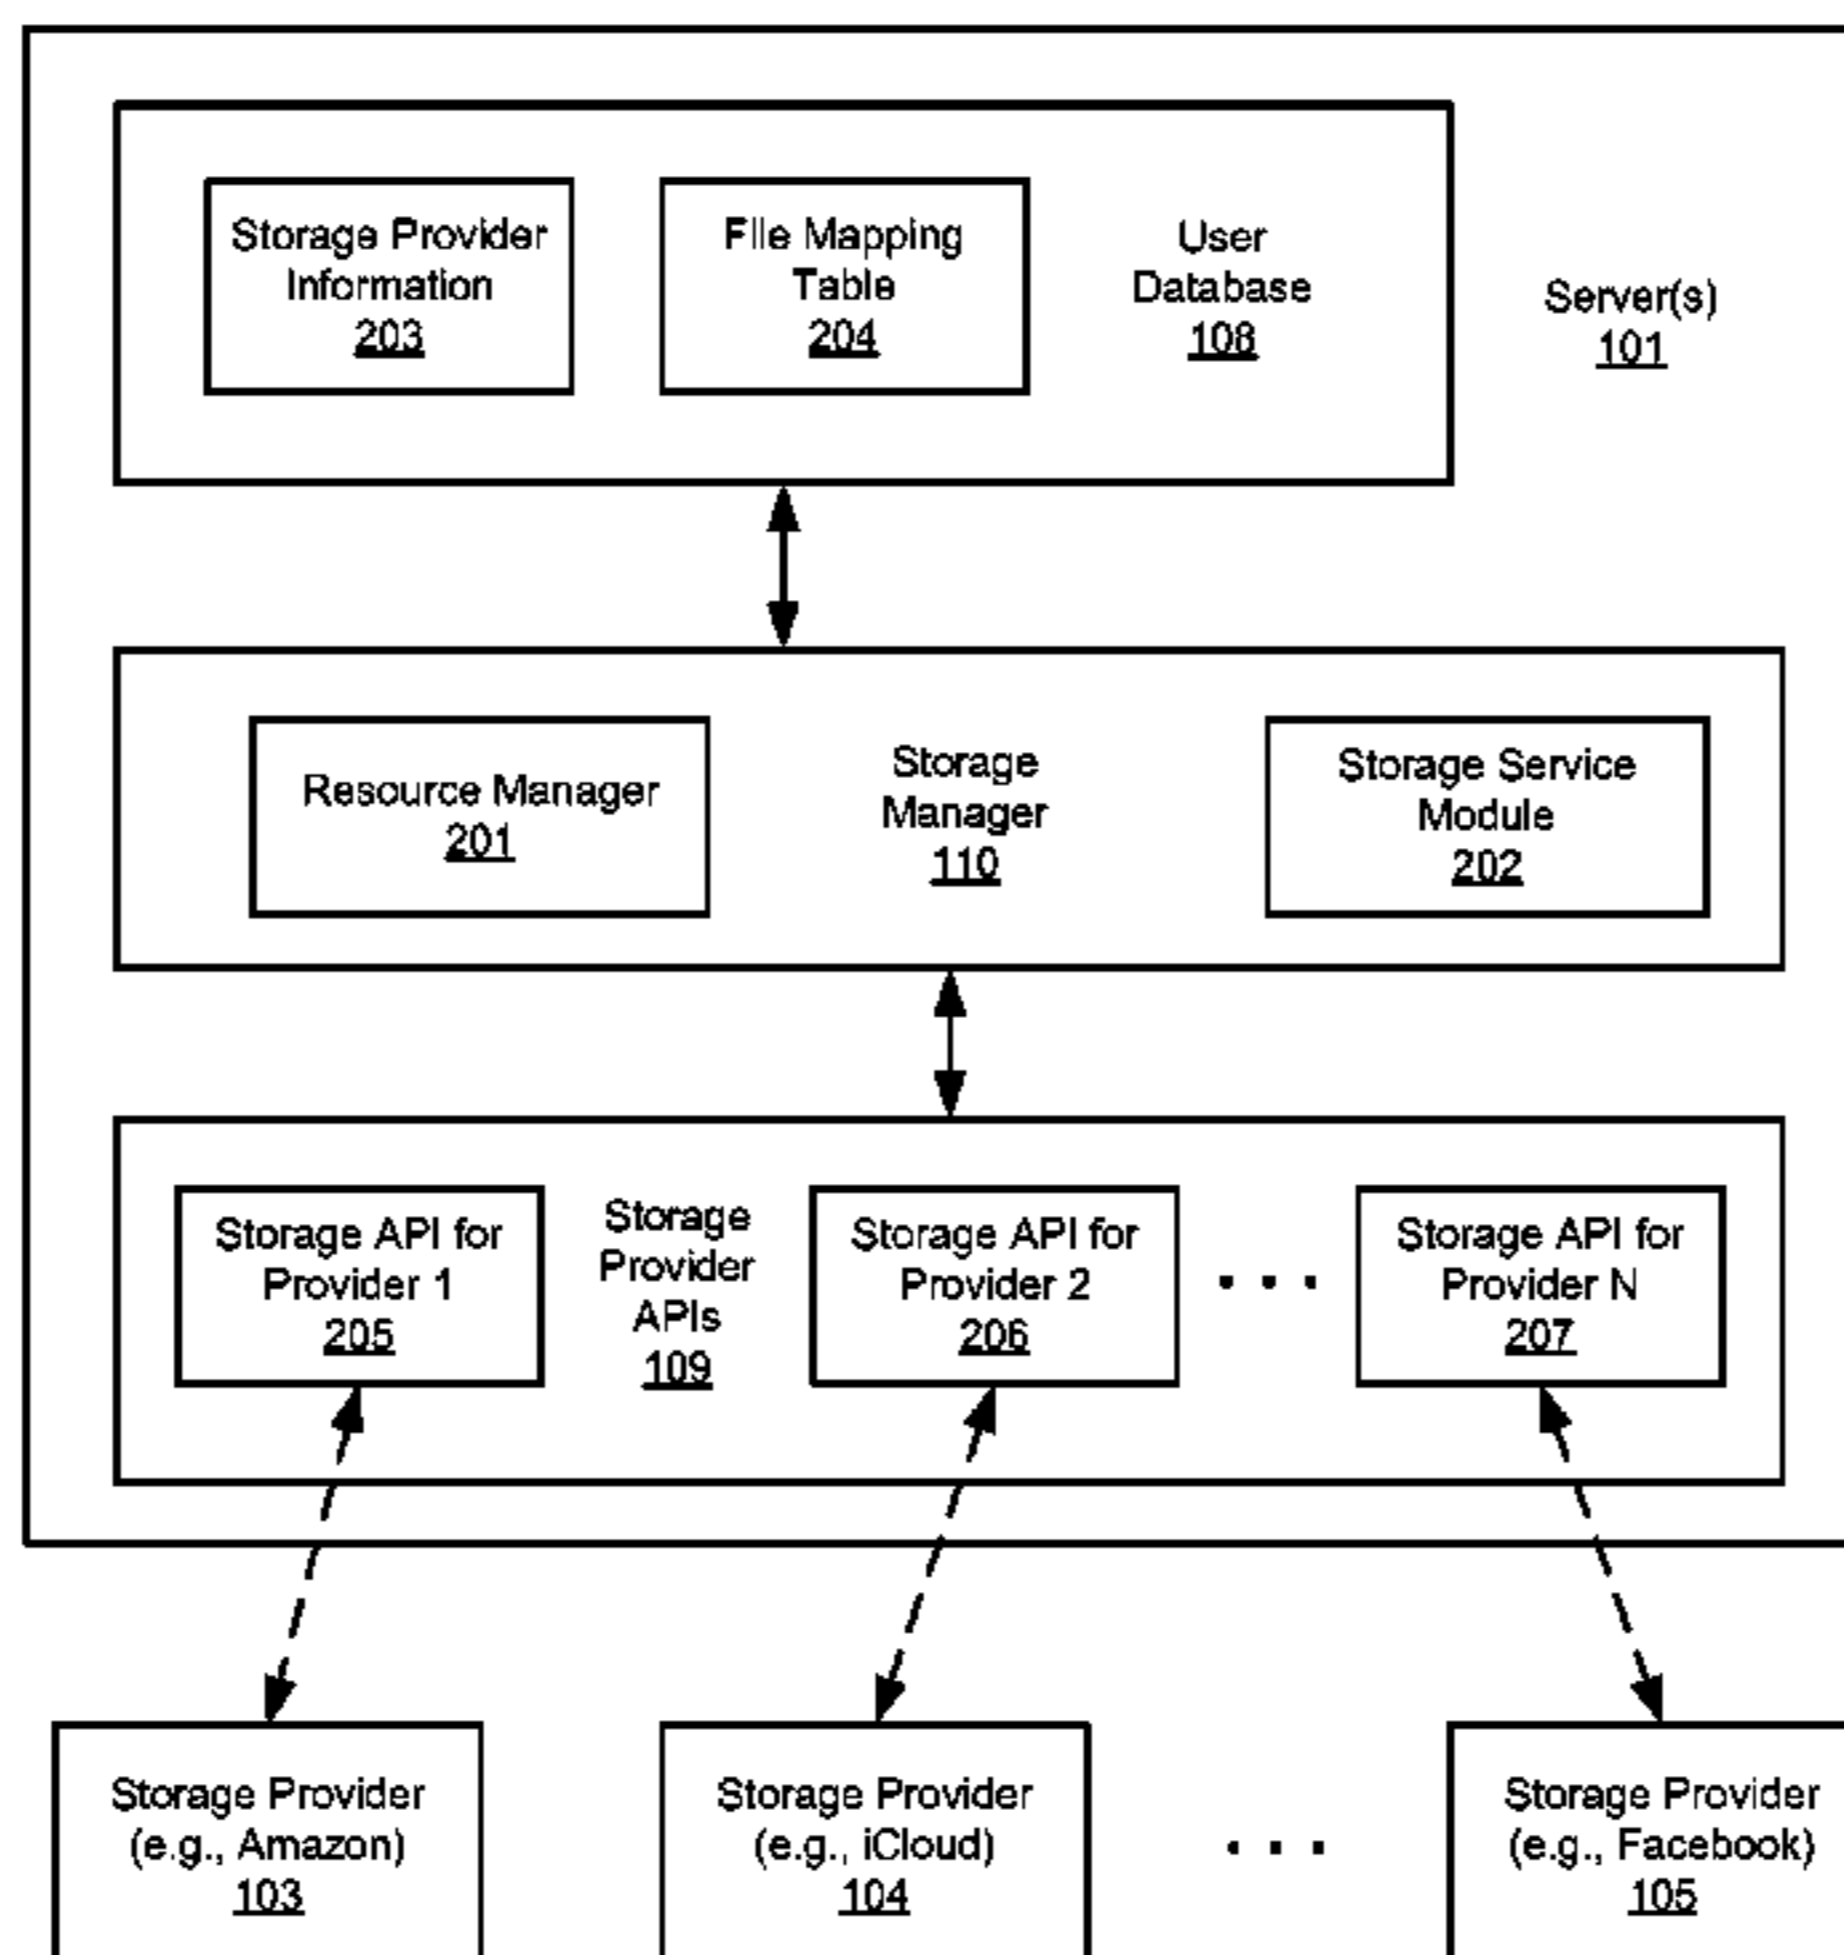 Storage Provider
Information
203
File Mapping
Table
204
User
Database
108
Server(s)
101
Resource Manager
201
Storage
Manager
110
Storage Service
Module
202
Storage API for
Provider 1
205
Storage
Provider
APIs
109
Storage API for
Provider 2
206
. . .
Storage API for
Provider N
207
Storage Provider
(e.g., Amazon)
103
Storage Provider
(e.g., iCloud)
104
. . .
Storage Provider
(e.g., Facebook)
105